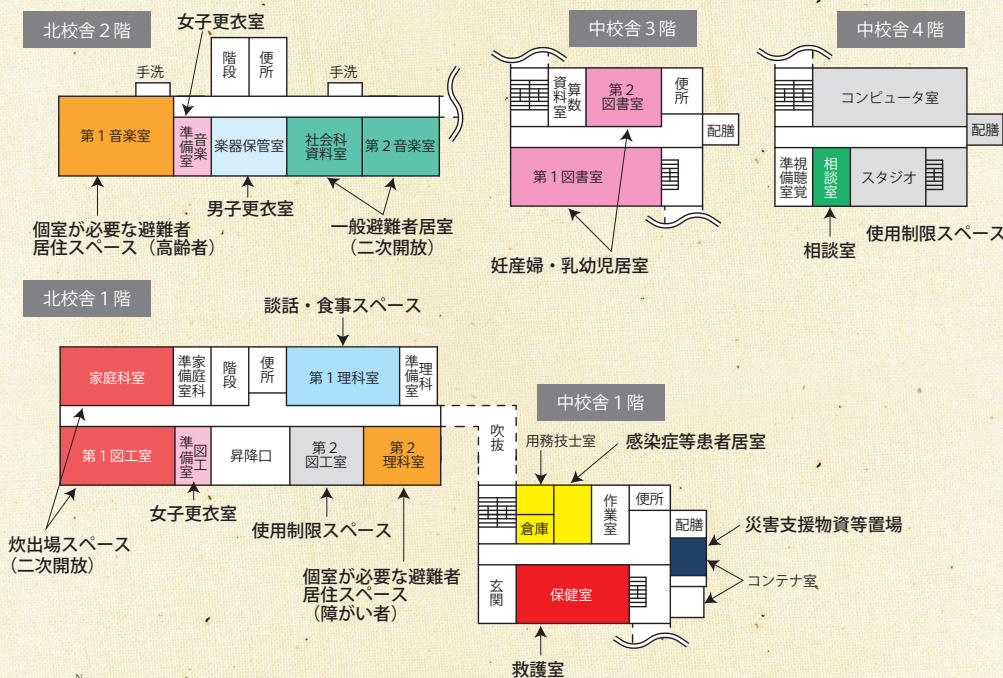 北校舎2階
女子更衣室
手洗
階段
便所
手洗
第1音楽室
音楽
準備室
楽器保管室
社会科
資料室
第2音楽室
個室が必要な避難者
居住スペース(高齢者)
男子更衣室
一般避難者居室
(二次開放)
中校舎3階
算数
資料室
第2
図書室
便所
配膳
第1図書室
妊産婦・乳幼児居室
中校舎4階
コンピュータ室
配膳
視聴覚
準備室
相談室
スタジオ
相談室
使用制限スペース
北校舎1階
談話・食事スペース
家庭科室
家庭科
準備室
階段
便所
第1理科室
理科
準備室
第1図工室
図工
準備室
昇降口
第2
図工室
第2
理科室
吹抜
女子更衣室
使用制限スペース
炊出場スペース
(二次開放)
個室が必要な避難者
居住スペース
(障がい者)
中校舎1階
用務技士室
感染症等患者居室
倉庫
作業室
便所
配膳
災害支援物資等置場
コンテナ室
玄関
保健室
救護室
N